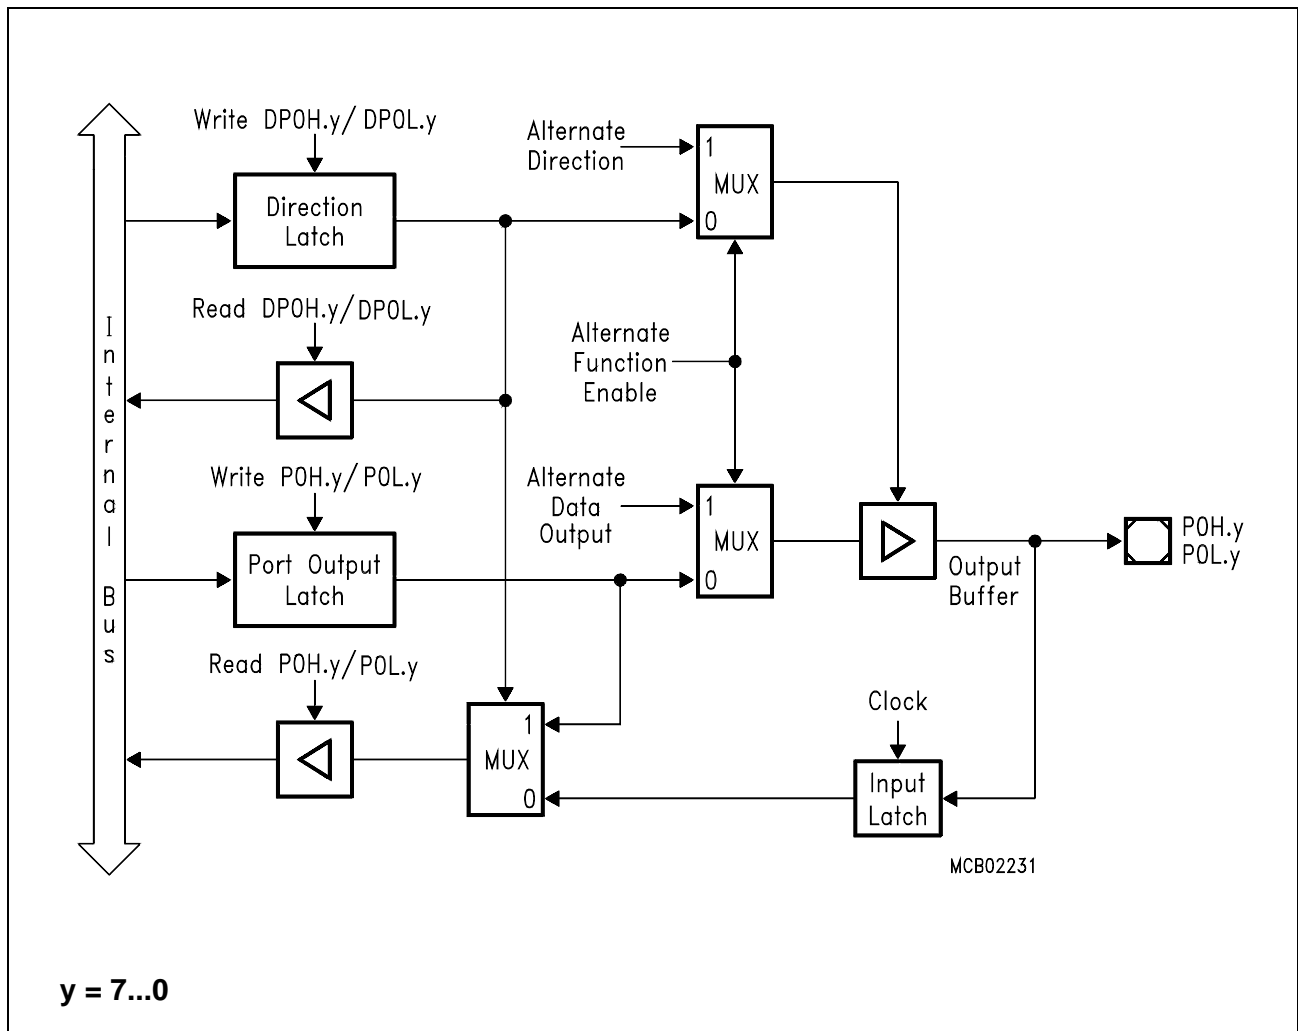 Write DP0H.y/ DP0L.y
Alternate
Direction
1
MUX
0
Direction
Latch
Read DP0H.y/DP0L.y
Internal Bus
Alternate
Function
Enable
Write P0H.y/ P0L.y
Alternate
Data
Output
1
MUX
0
Port Output
Latch
Output
Buffer
P0H.y
P0L.y
Read P0H.y/P0L.y
1
MUX
0
Clock
Input
Latch
MCB02231
y = 7...0